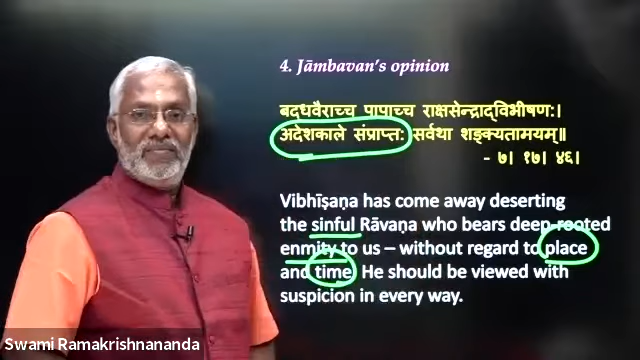 4. Jāmbavan's opinion
बद्धवैराच्च पापाच्च राक्षसेन्द्राद्विभीषण:।
अदेशकाले संप्राप्त: सर्वथा शङ्क्यतामयम्॥
- ७। १७। ४६।
Vibhīṣaṇa has come away deserting
the sinful Rāvaṇa who bears deep-rooted
enmity to us – without regard to place
and time. He should be viewed with
suspicion in every way.
Swami Ramakrishnananda